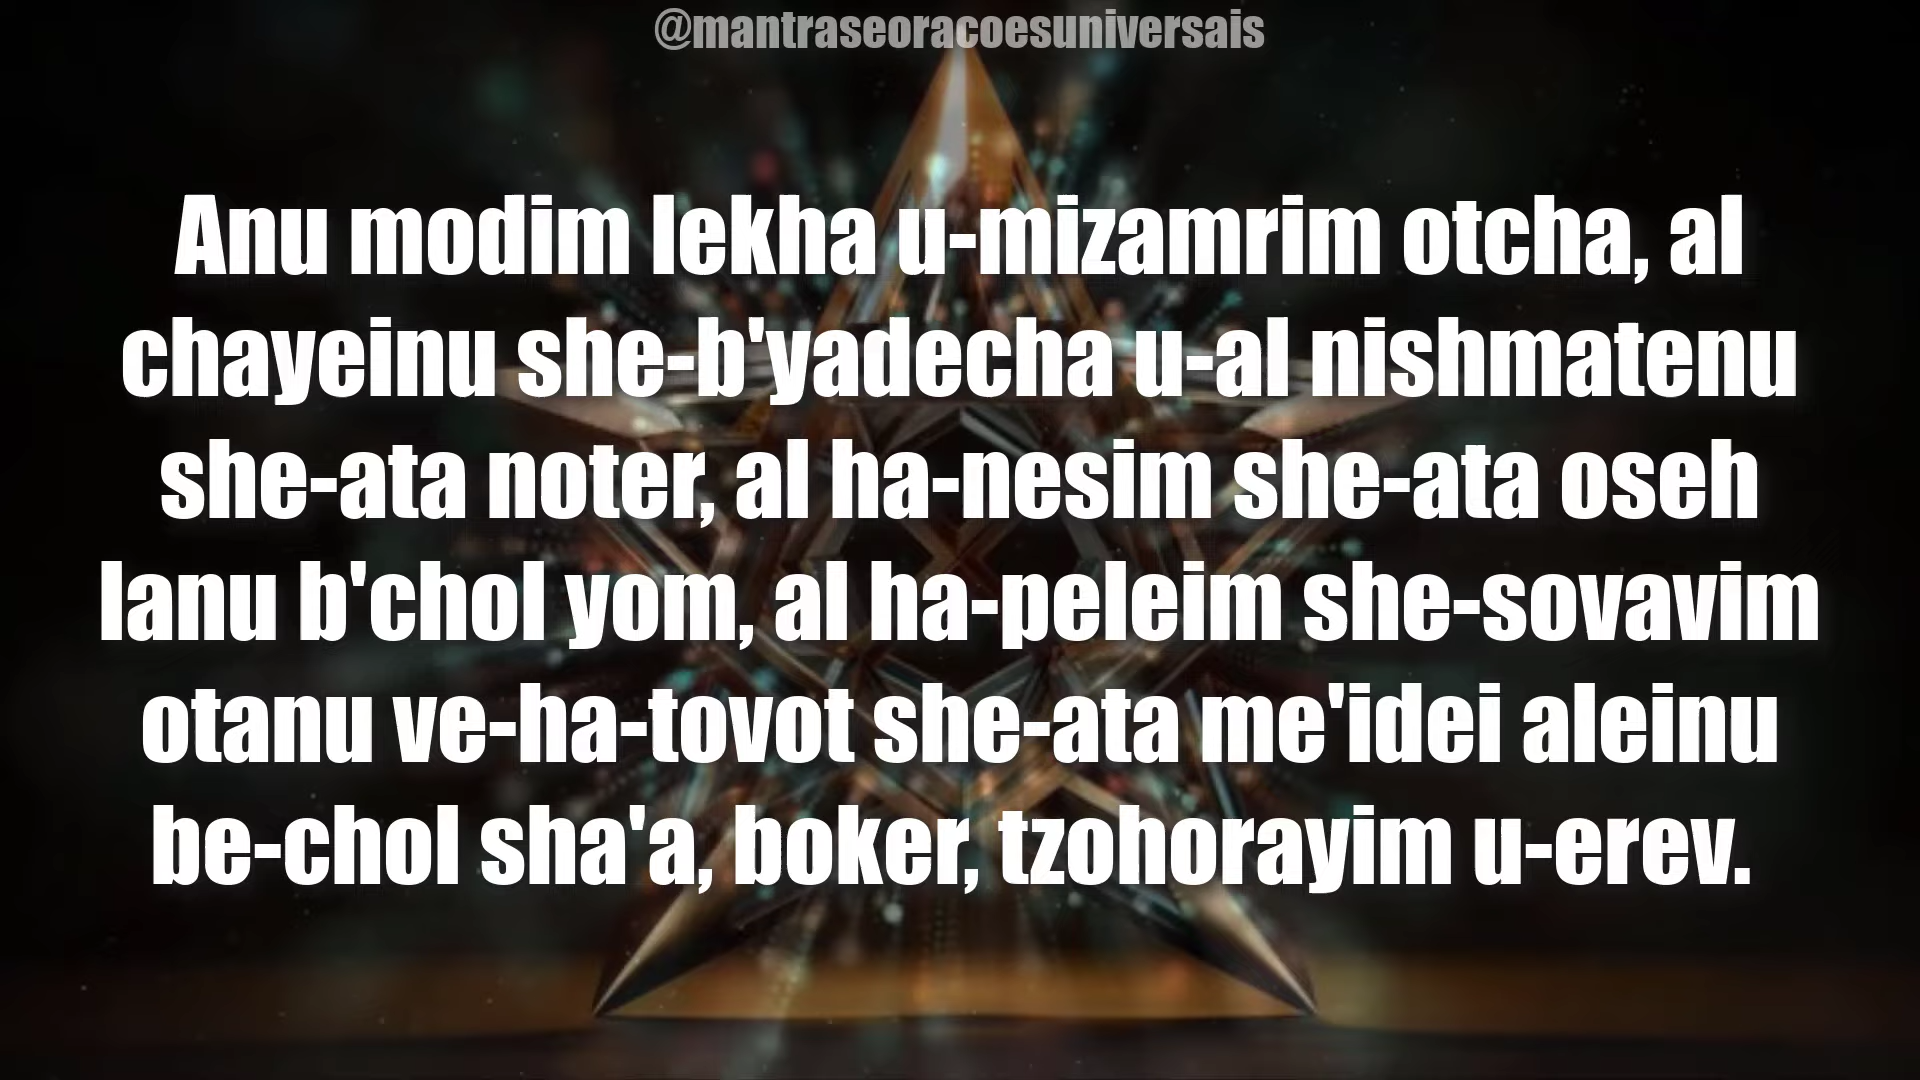 @mantraseoracoesuniversais
Anu modim lekha u-mizamrim otcha, al
chayeinu she-b'yadecha u-al nishmatenu
she-ata noter, al ha-nesim she-ata oseh
lanu b'chol yom, al ha-peleim she-sovavim
otanu ve-ha-tovot she-ata me'idei aleinu
be-chol sha'a, boker, tzohorayim u-erev.